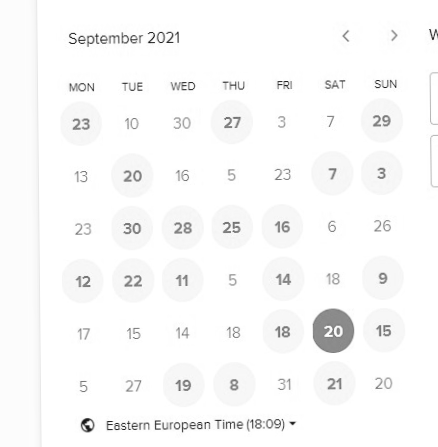 September 2021
W
MON TUE WED THU FRI SAT SUN
23 10 30 27 3 7 29
13 20 16 5 23 7 3
23 30 28 25 16 6 26
12 22 11 5 14 18 9
17 15 14 18 18 20 15
5 27 19 8 31 21 20
Eastern European Time (18:09)